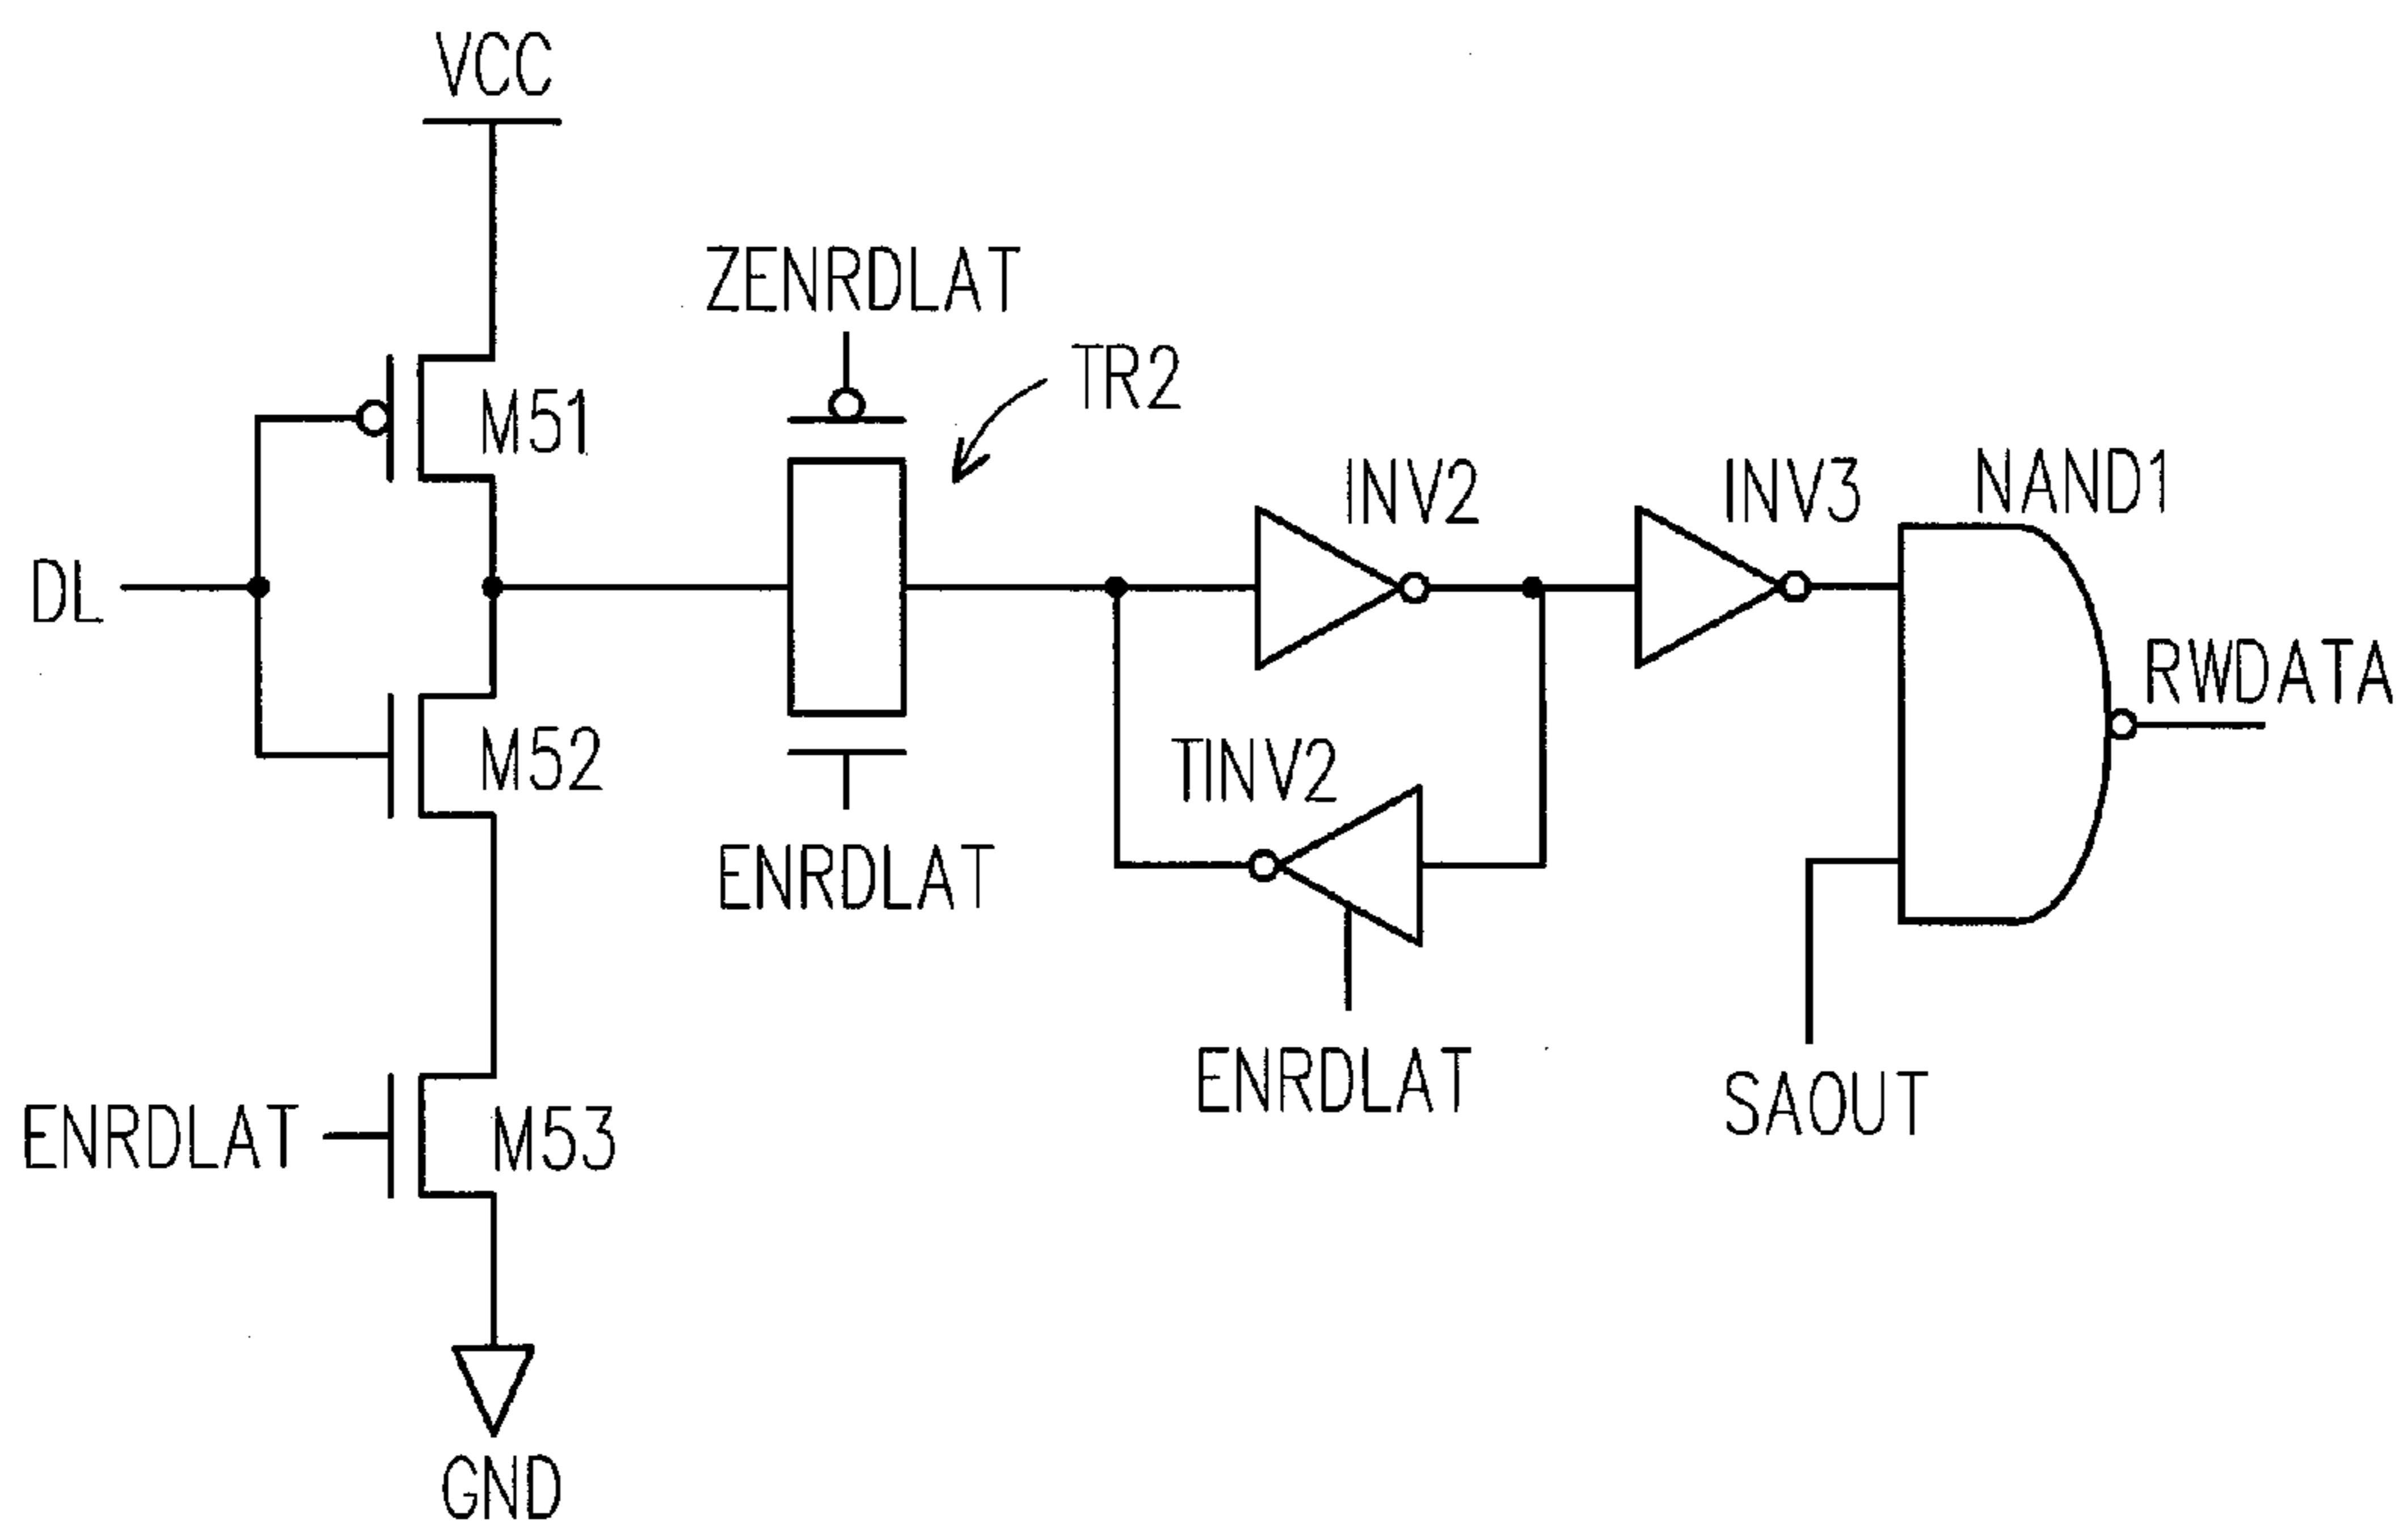 VCC
ZENRDLAT
TR2
M51
INV2
INV3
NAND1
DL
RWDATA
M52
TINV2
ENRDLAT
ENRDLAT
SAOUT
ENRDLAT
M53
GND